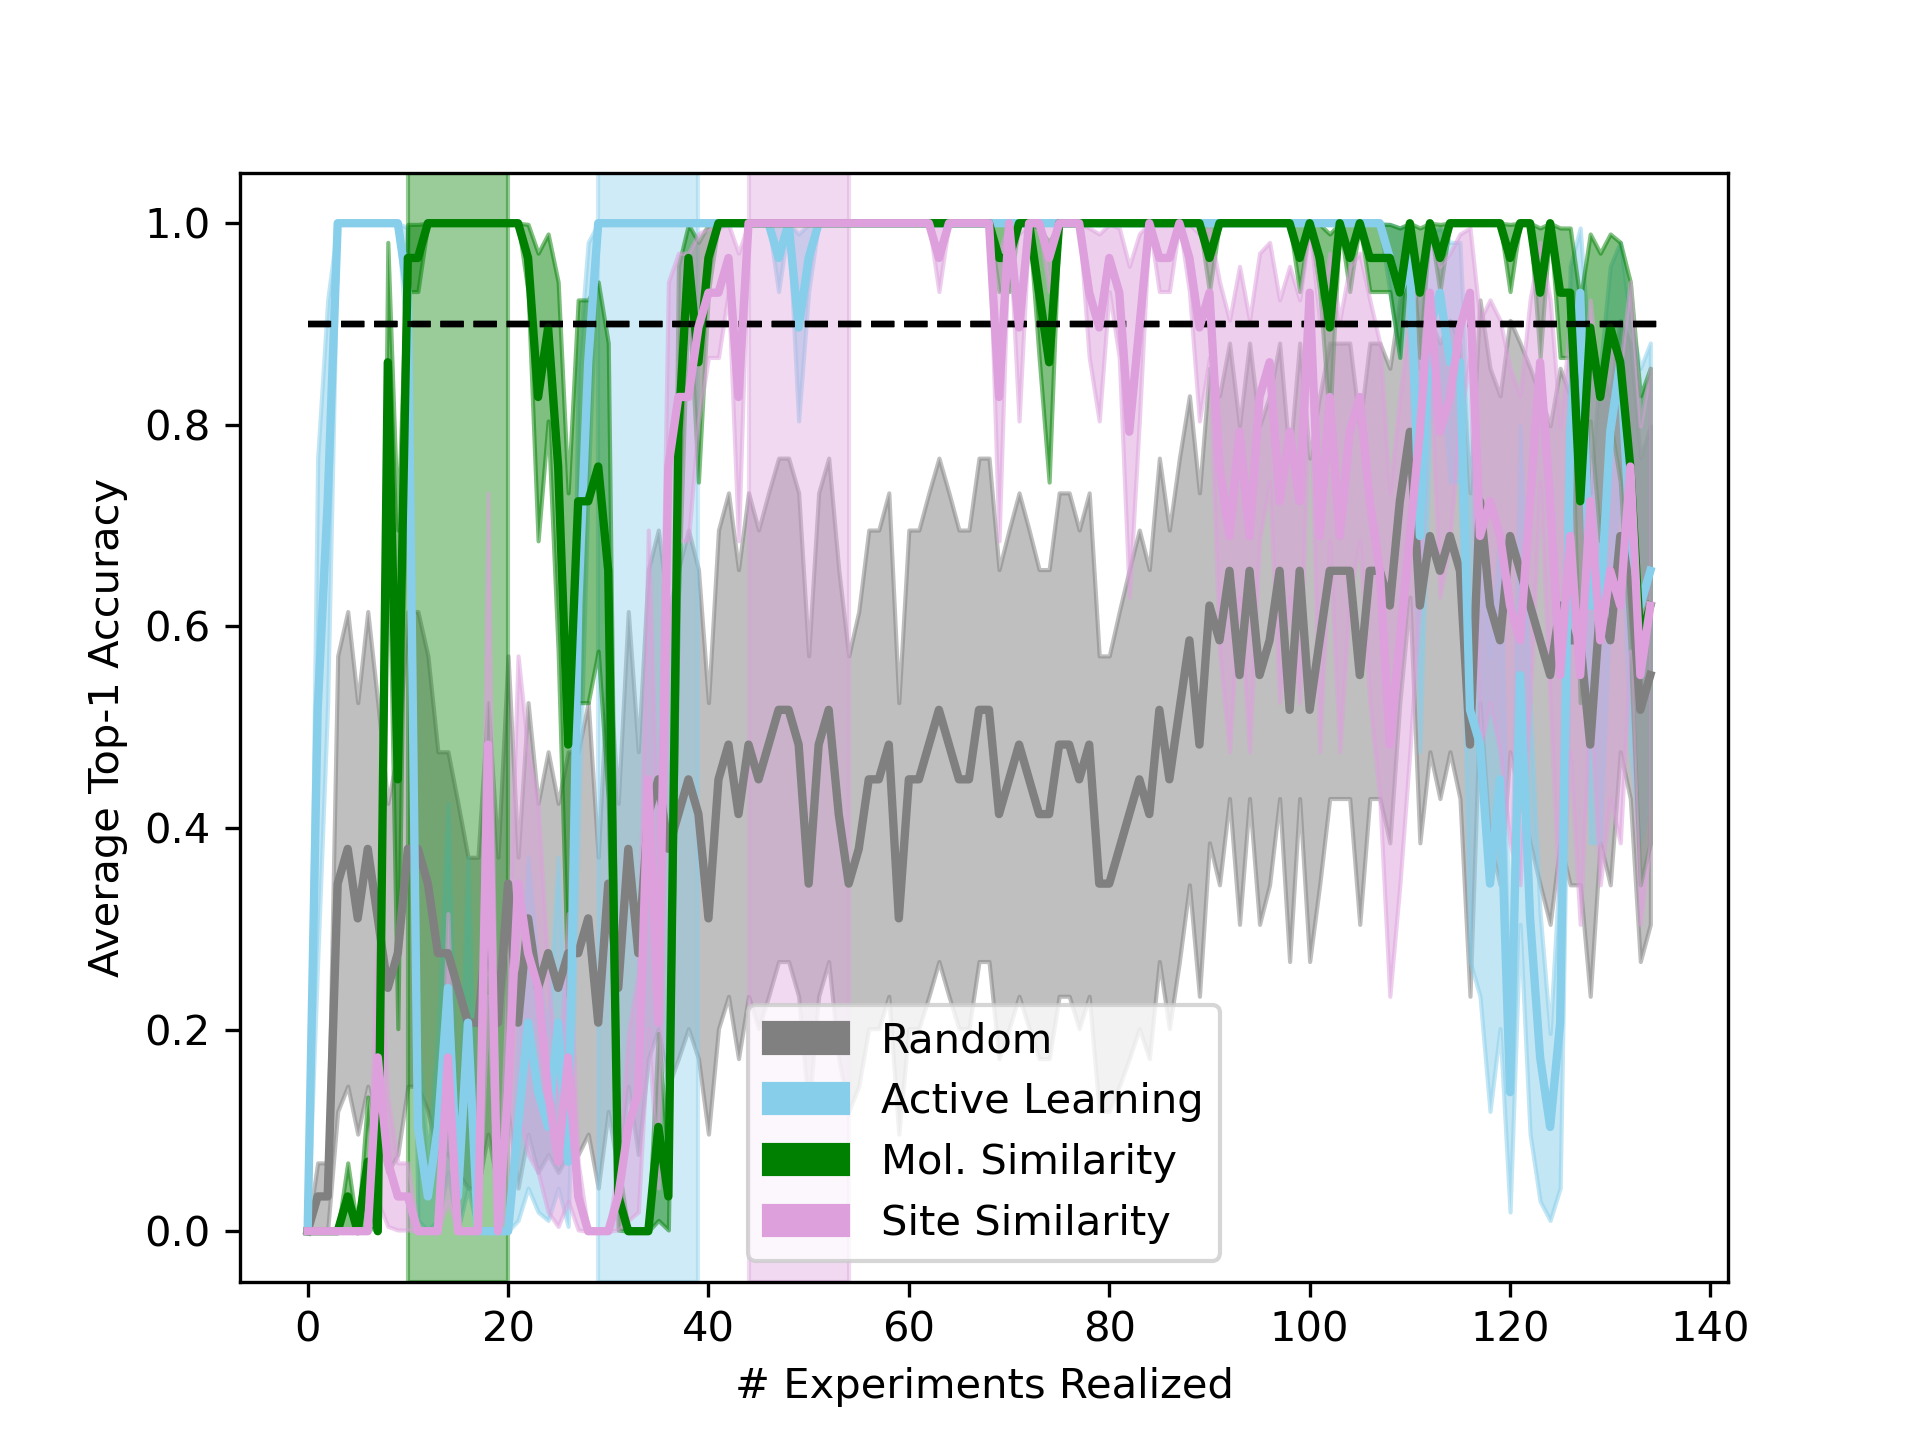 1.0
0.8
0.6
0.4
0.2
0.0
Average Top-1 Accuracy
Random
Active Learning
Mol. Similarity
Site Similarity
0 20 40 60 80 100 120 140
# Experiments Realized